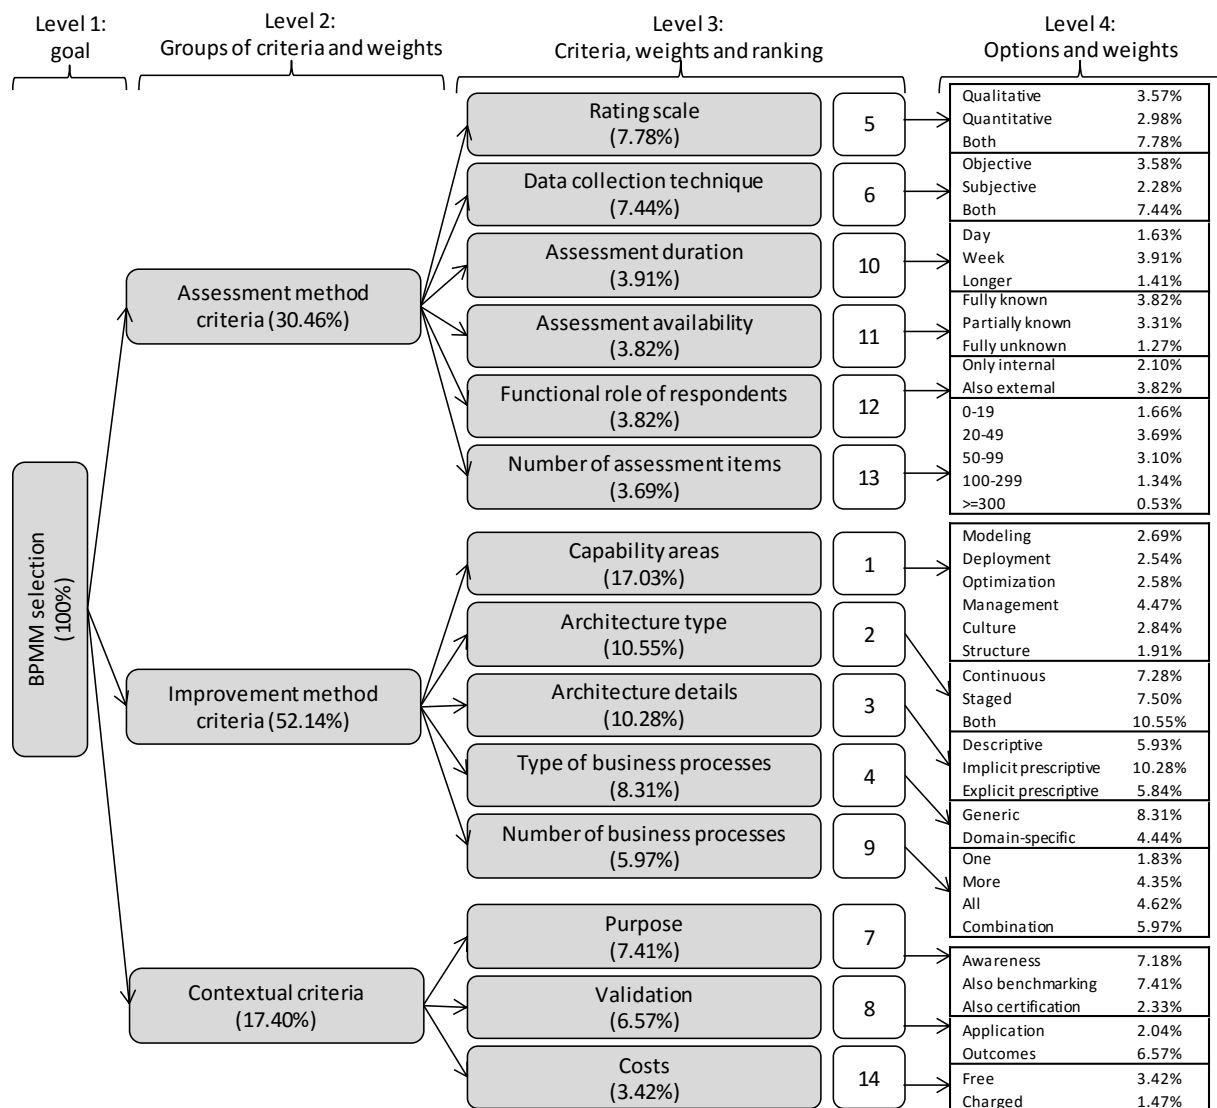 Level 1:
goal
Level 2:
Groups of criteria and weights
Level 3:
Criteria, weights and ranking
Level 4:
Options and weights
BPMM selection
(100%)
Assessment method
criteria (30.46%)
Rating scale
(7.78%)
5
Qualitative 3.57%
Quantitative 2.98%
Both 7.78%
Data collection technique
(7.44%)
6
Objective 3.58%
Subjective 2.28%
Both 7.44%
Assessment duration
(3.91%)
10
Day 1.63%
Week 3.91%
Longer 1.41%
Assessment availability
(3.82%)
11
Fully known 3.82%
Partially known 3.31%
Fully unknown 1.27%
Functional role of respondents
(3.82%)
12
Only internal 2.10%
Also external 3.82%
Number of assessment items
(3.69%)
13
0-19 1.66%
20-49 3.69%
50-99 3.10%
100-299 1.34%
>=300 0.53%
Improvement method
criteria (52.14%)
Capability areas
(17.03%)
1
Modeling 2.69%
Deployment 2.54%
Optimization 2.58%
Management 4.47%
Culture 2.84%
Structure 1.91%
Architecture type
(10.55%)
2
Continuous 7.28%
Staged 7.50%
Both 10.55%
Architecture details
(10.28%)
3
Descriptive 5.93%
Implicit prescriptive 10.28%
Explicit prescriptive 5.84%
Type of business processes
(8.31%)
4
Generic 8.31%
Domain-specific 4.44%
Number of business processes
(5.97%)
9
One 1.83%
More 4.35%
All 4.62%
Combination 5.97%
Contextual criteria
(17.40%)
Purpose
(7.41%)
7
Awareness 7.18%
Also benchmarking 7.41%
Also certification 2.33%
Validation
(6.57%)
8
Application 2.04%
Outcomes 6.57%
Costs
(3.42%)
14
Free 3.42%
Charged 1.47%